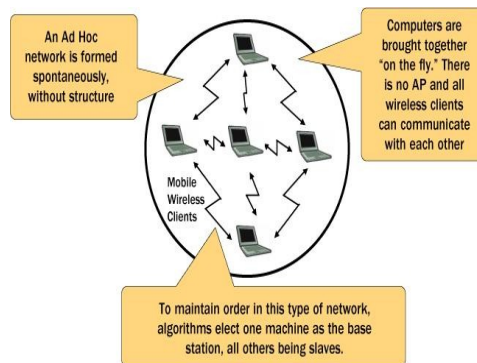 An Ad Hoc
network is formed
spontaneously,
without structure
Computers are
brought together
“on the fly.” There
is no AP and all
wireless clients
can communicate
with each other
Mobile
Wireless
Clients
To maintain order in this type of network,
algorithms elect one machine as the base
station, all others being slaves.